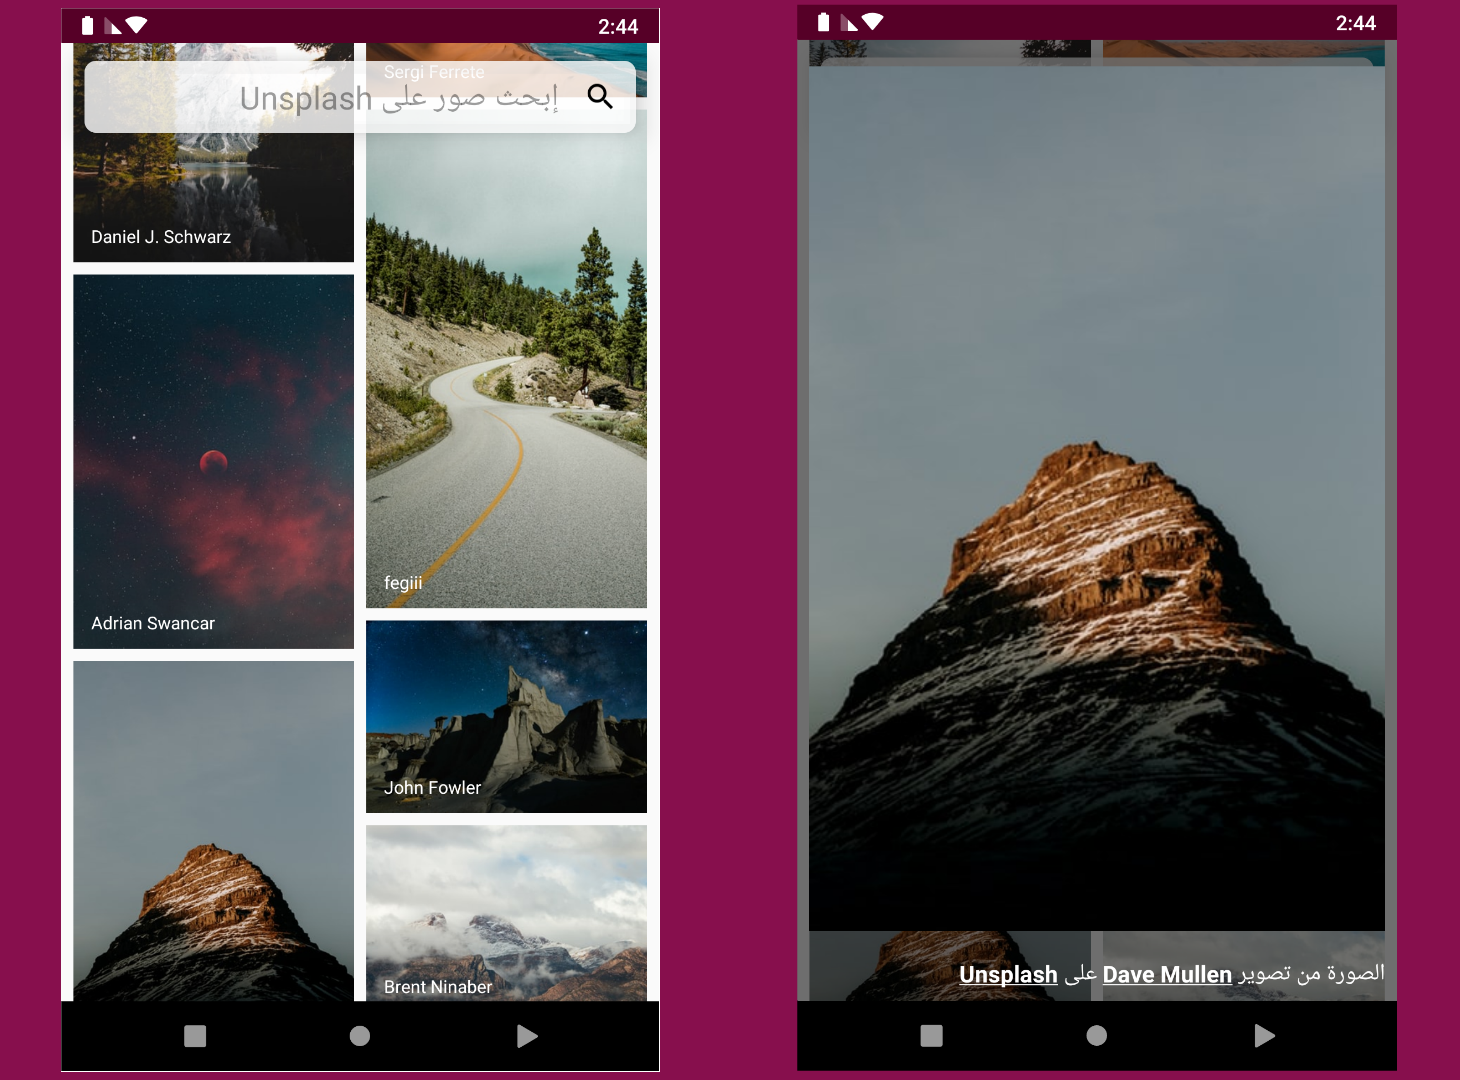 2:44
Sergi Ferrete
إبحث صور على Unsplash
Daniel J. Schwarz
fegiii
Adrian Swancar
John Fowler
Brent Ninaber
2:44
الصورة من تصوير Dave Mullen على Unsplash